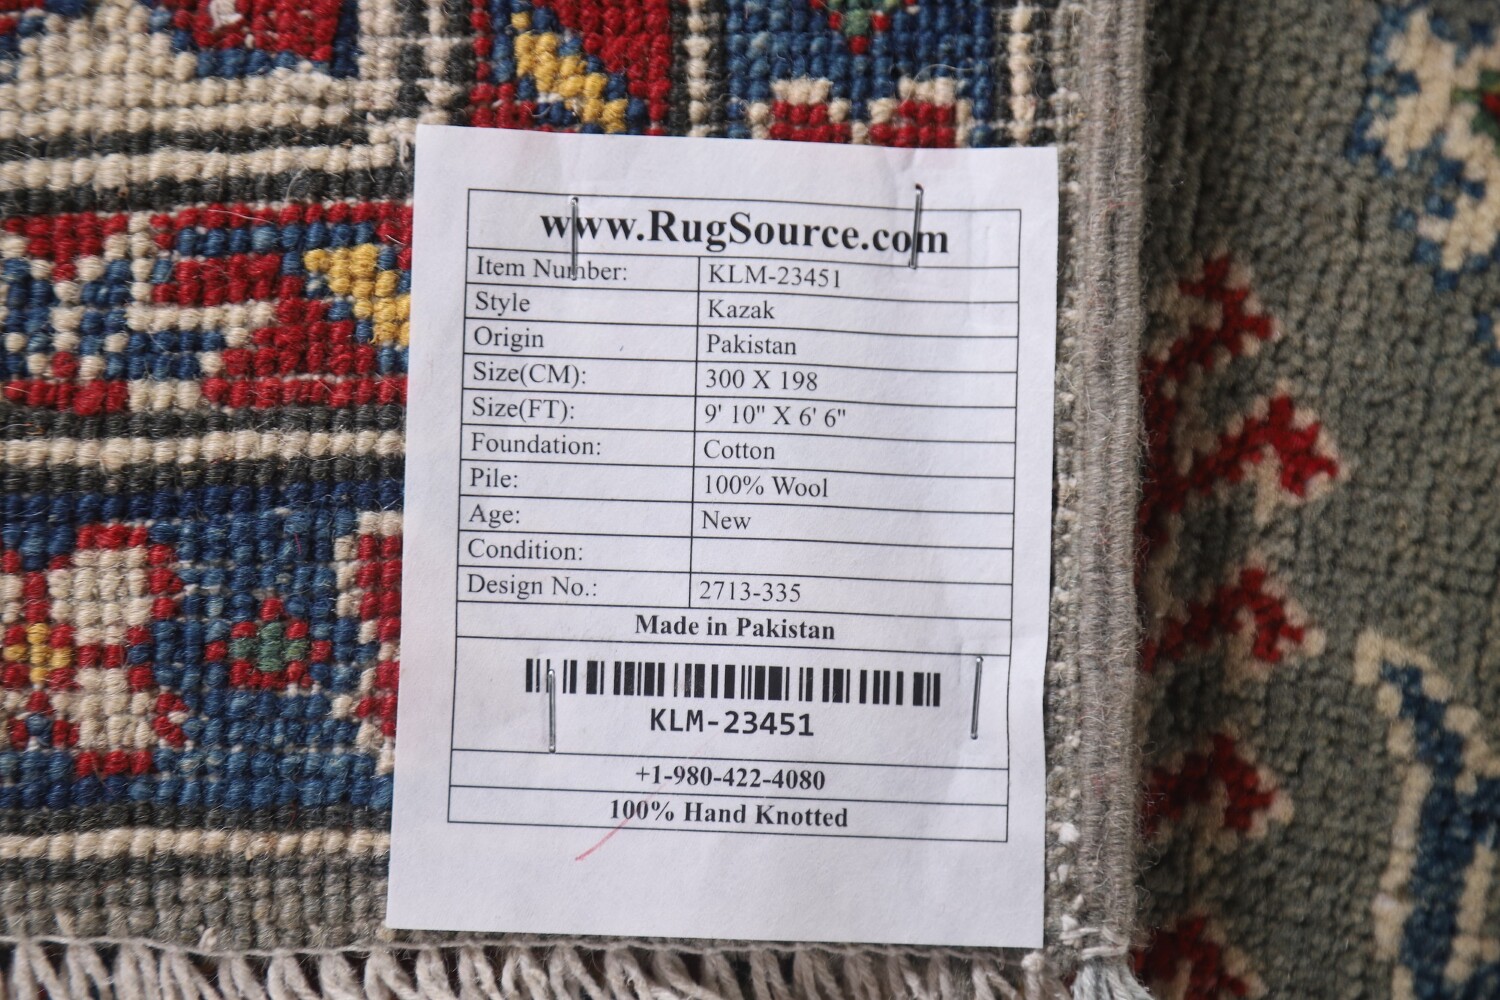 www.RugSource.com
Item Number: KLM-23451
Style Kazak
Origin Pakistan
Size(CM): 300 X 198
Size(FT): 9' 10" X 6' 6"
Foundation: Cotton
Pile: 100% Wool
Age: New
Condition:
Design No.: 2713-335
Made in Pakistan
KLM-23451
+1-980-422-4080
100% Hand Knotted